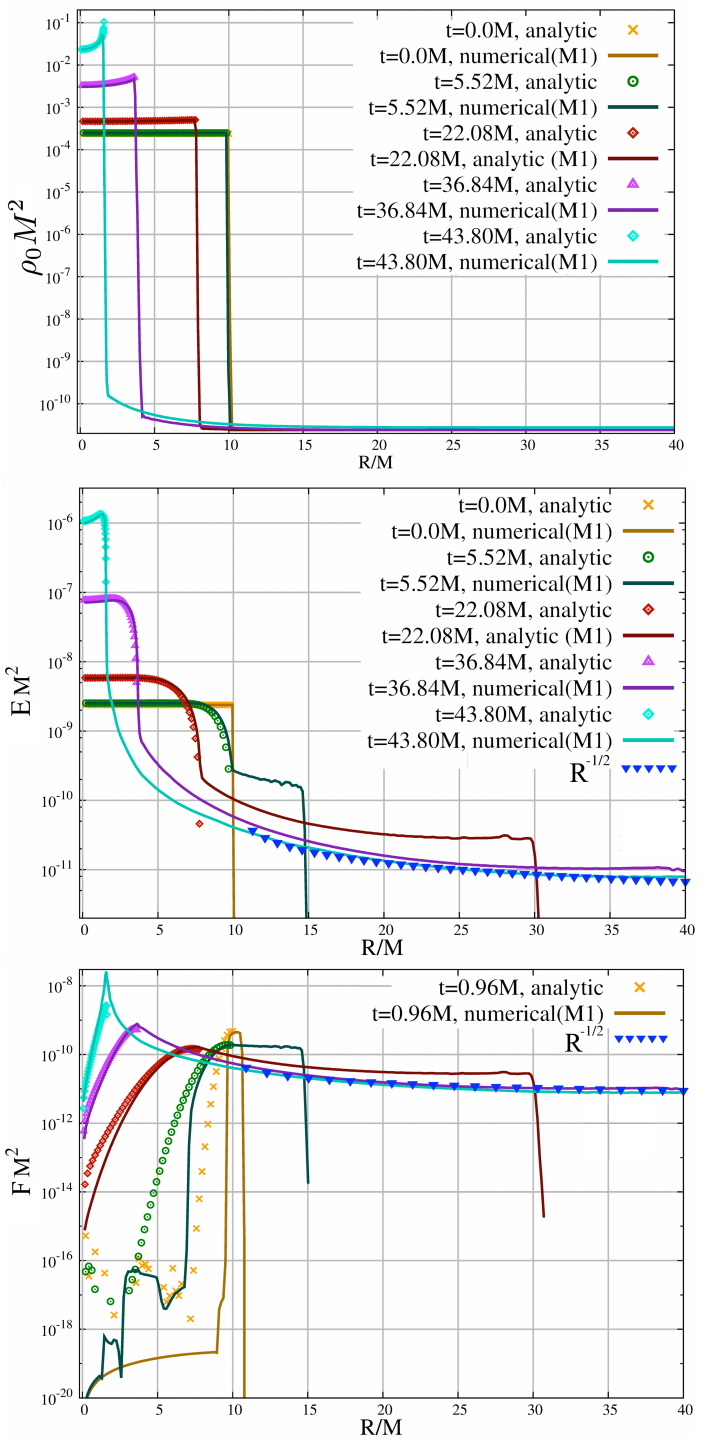 10⁻¹
10⁻²
10⁻³
10⁻⁴
10⁻⁵
10⁻⁶
10⁻⁷
10⁻⁸
10⁻⁹
10⁻¹⁰
ρ₀M²
t=0.0M, analytic
t=0.0M, numerical(M1)
t=5.52M, analytic
t=5.52M, numerical(M1)
t=22.08M, analytic
t=22.08M, analytic (M1)
t=36.84M, analytic
t=36.84M, numerical(M1)
t=43.80M, analytic
t=43.80M, numerical(M1)
0 5 10 15 20 25 30 35 40
R/M
10⁻⁶
10⁻⁷
10⁻⁸
10⁻⁹
10⁻¹⁰
10⁻¹¹
EM²
t=0.0M, analytic
t=0.0M, numerical(M1)
t=5.52M, analytic
t=5.52M, numerical(M1)
t=22.08M, analytic
t=22.08M, analytic (M1)
t=36.84M, analytic
t=36.84M, numerical(M1)
t=43.80M, analytic
t=43.80M, numerical(M1)
R⁻¹/²
0 5 10 15 20 25 30 35 40
R/M
10⁻⁸
10⁻¹⁰
10⁻¹²
10⁻¹⁴
10⁻¹⁶
10⁻¹⁸
10⁻²⁰
FM²
t=0.96M, analytic
t=0.96M, numerical(M1)
R⁻¹/²
0 5 10 15 20 25 30 35 40
R/M